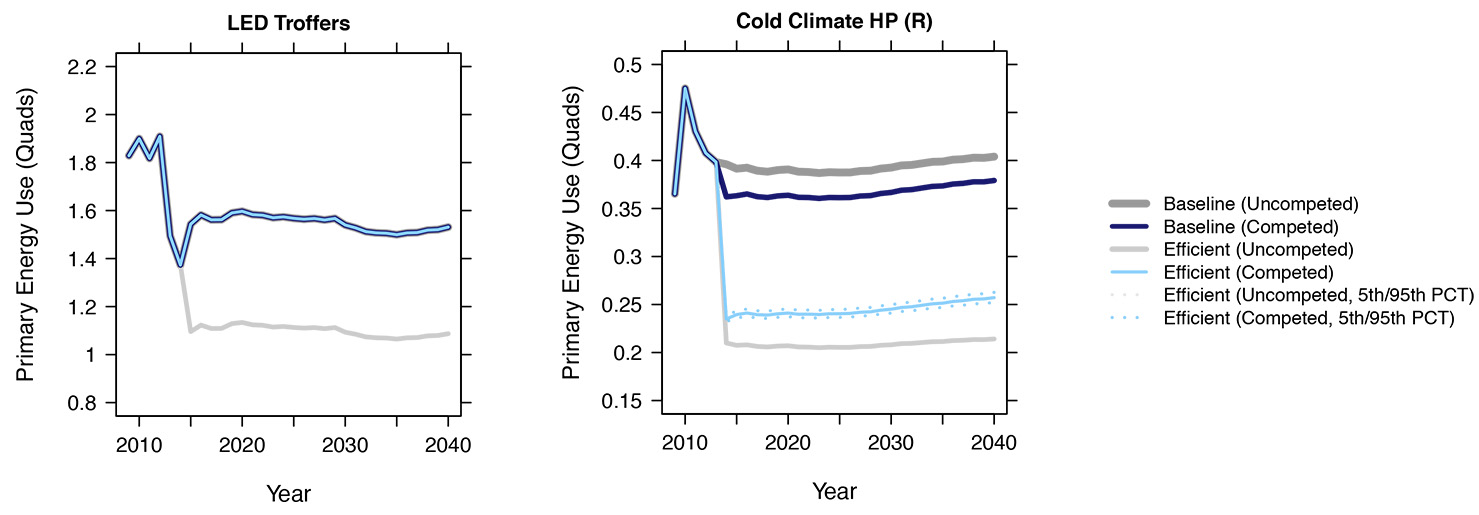 LED Troffers
Primary Energy Use (Quads)
2.2
2
1.8
1.6
1.4
1.2
1
0.8
2010
2020
2030
2040
Year
Cold Climate HP (R)
Primary Energy Use (Quads)
0.5
0.45
0.4
0.35
0.3
0.25
0.2
0.15
2010
2020
2030
2040
Year
Baseline (Uncompeted)
Baseline (Competed)
Efficient (Uncompeted)
Efficient (Competed)
Efficient (Uncompeted, 5th/95th PCT)
Efficient (Competed, 5th/95th PCT)